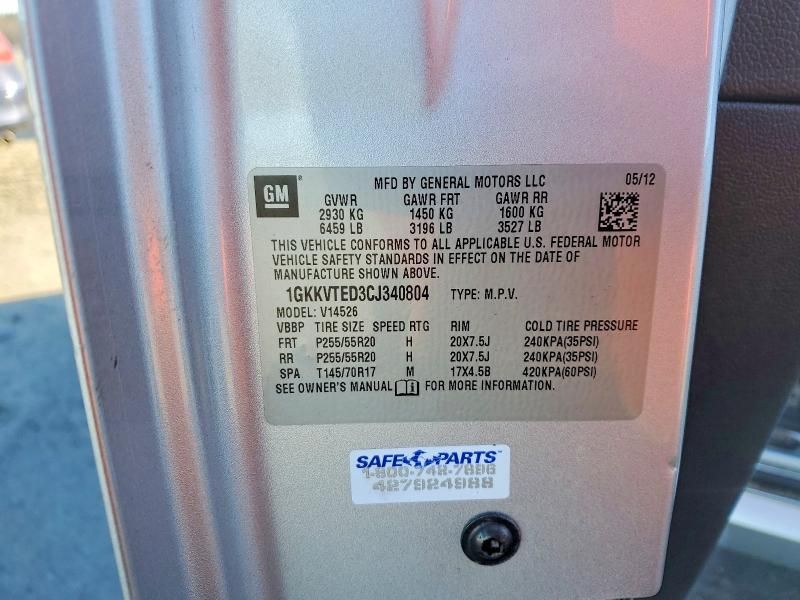 GM
MFD BY GENERAL MOTORS LLC 05/12
GVWR GAWR FRT GAWR RR
2930 KG 1450 KG 1600 KG
6459 LB 3196 LB 3527 LB
THIS VEHICLE CONFORMS TO ALL APPLICABLE U.S. FEDERAL MOTOR
VEHICLE SAFETY STANDARDS IN EFFECT ON THE DATE OF
MANUFACTURE SHOWN ABOVE.
1GKKVTED3CJ340804 TYPE: M.P.V.
MODEL: V14526
VBBP TIRE SIZE SPEED RTG RIM COLD TIRE PRESSURE
FRT P255/55R20 H 20X7.5J 240KPA(35PSI)
RR P255/55R20 H 20X7.5J 240KPA(35PSI)
SPA T145/70R17 M 17X4.5B 420KPA(60PSI)
SEE OWNER'S MANUAL FOR MORE INFORMATION.
SAFE PARTS
427924988